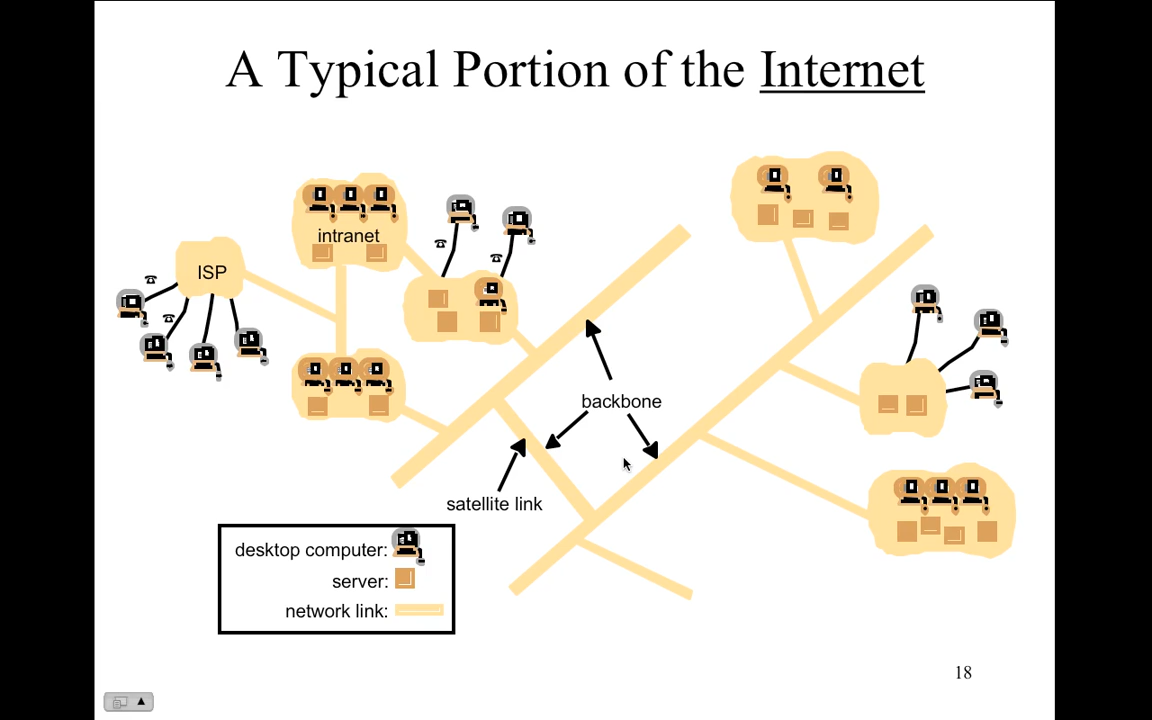 A Typical Portion of the Internet
intranet
ISP
backbone
satellite link
desktop computer:
server:
network link:
18